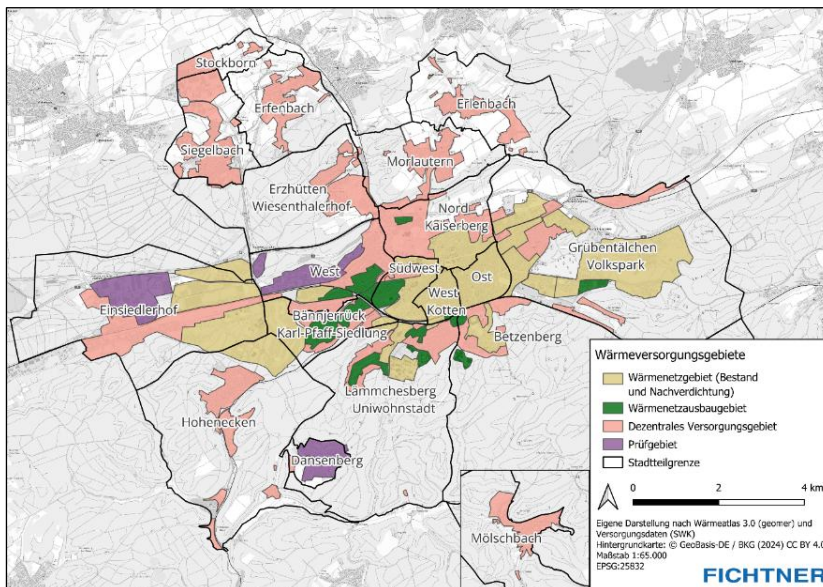 Stockborn
Erfenbach
Erlenbach
Siegelbach
Morlautern
Erzhütten
Wiesenthalerhof
Nord
Kaiserberg
Grübentälchen
Volkspark
West
Südwest
Ost
Einsiedlerhof
West
Kotten
Bännjerrück
Karl-Pfaff-Siedlung
Betzenberg
Lämmchesberg
Uniwohnstadt
Hohenecken
Dansenberg
Mölschbach
Wärmeversorgungsgebiete
Wärmenetzgebiet (Bestand
und Nachverdichtung)
Wärmenetzausbaugebiet
Dezentrales Versorgungsgebiet
Prüfgebiet
Stadtteilgrenze
0 2 4 km
Eigene Darstellung nach Wärmeatlas 3.0 (geomer) und
Versorgungsdaten (SWK)
Hintergrundkarte: © GeoBasis-DE / BKG (2024) CC BY 4.0
Maßstab 1:65.000
EPSG:25832
FICHTNER